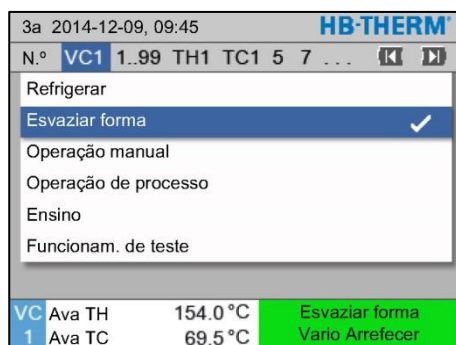 3a 2014-12-09, 09:45 HB-THERM®
N.º VC1 1..99 TH1 TC1 5 7 ...
Refrigerar
Esvaziar forma
Operação manual
Operação de processo
Ensino
Funcionam. de teste
VC Ava TH 154.0 °C Esvaziar forma
1 Ava TC 69.5 °C Vario Arrefecer